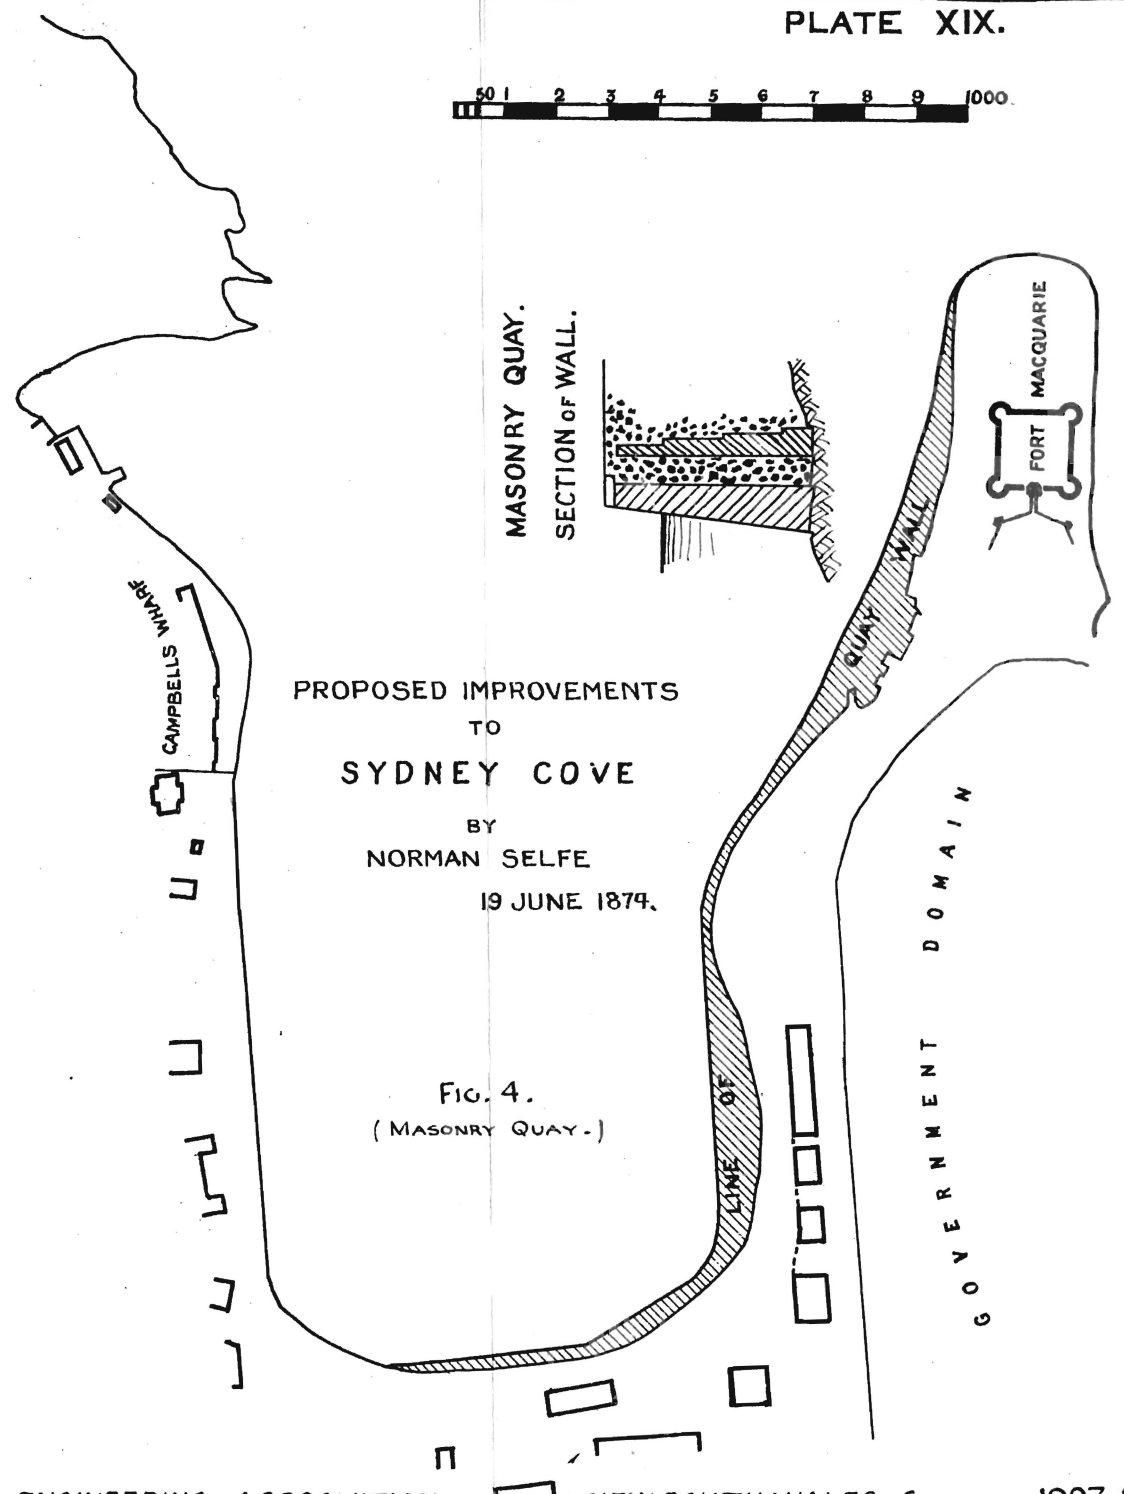 PLATE XIX.
50 1 2 3 4 5 6 7 8 9 1000
MASONRY QUAY.
SECTION OF WALL.
FORT MACQUARIE
CAMPBELLS WHARF
LINE OF QUAY WALL
PROPOSED IMPROVEMENTS
TO
SYDNEY COVE
BY
NORMAN SELFE
19 JUNE 1874.
GOVERNMENT DOMAIN
FIG. 4.
(MASONRY QUAY.)